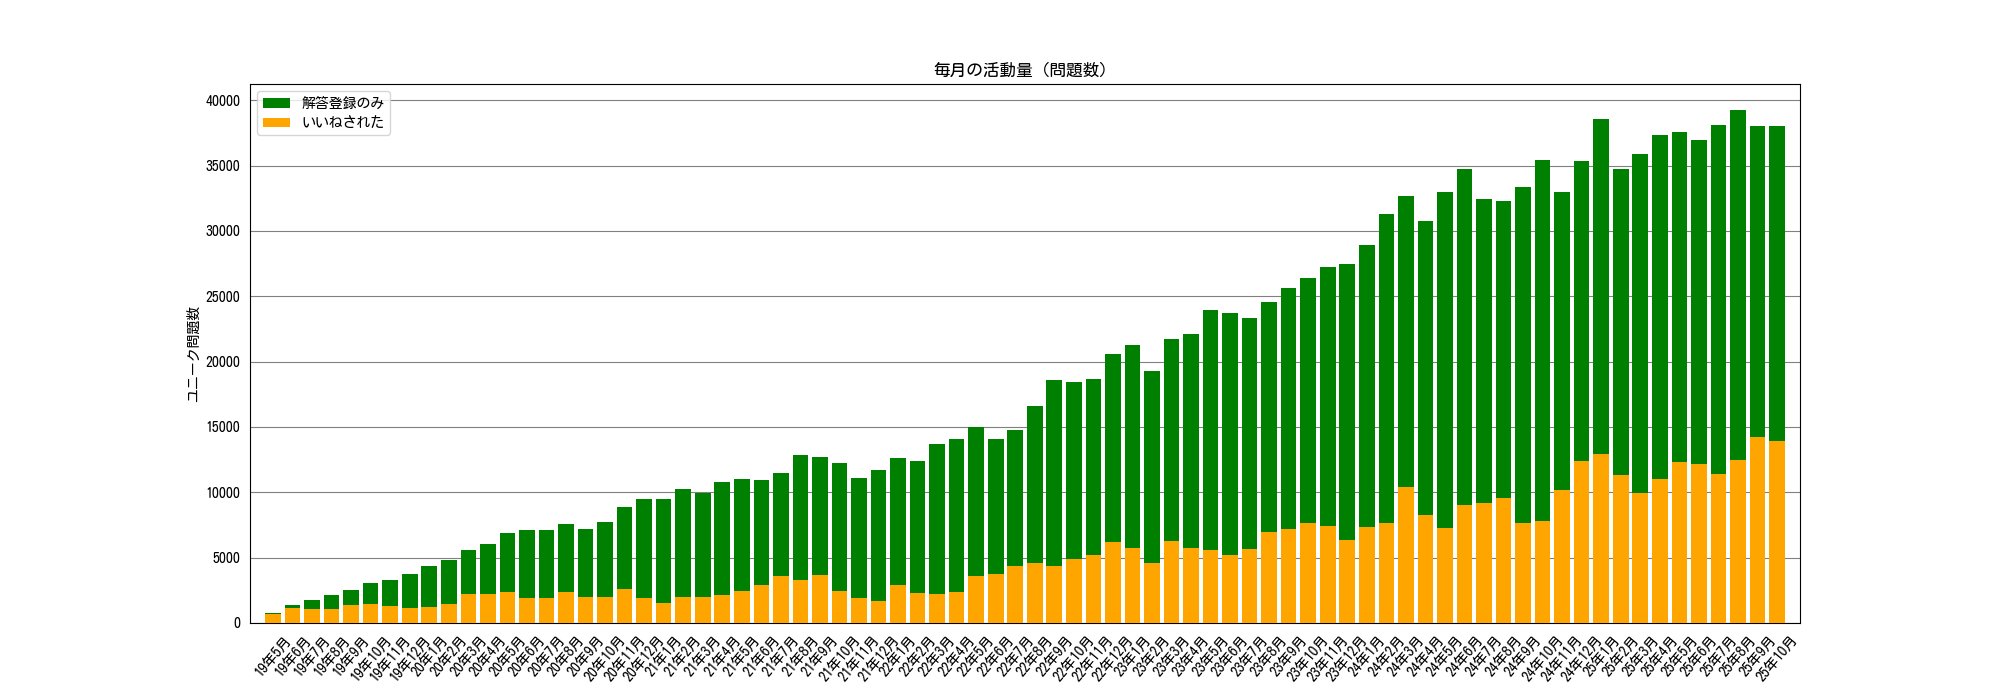 毎月の活動量（問題数）
解答登録のみ
いいねされた
ユニーク問題数
40000
35000
30000
25000
20000
15000
10000
5000
0
19年5月
19年6月
19年7月
19年8月
19年9月
19年10月
19年11月
19年12月
20年1月
20年2月
20年3月
20年4月
20年5月
20年6月
20年7月
20年8月
20年9月
20年10月
20年11月
20年12月
21年1月
21年2月
21年3月
21年4月
21年5月
21年6月
21年7月
21年8月
21年9月
21年10月
21年11月
21年12月
22年1月
22年2月
22年3月
22年4月
22年5月
22年6月
22年7月
22年8月
22年9月
22年10月
22年11月
22年12月
23年1月
23年2月
23年3月
23年4月
23年5月
23年6月
23年7月
23年8月
23年9月
23年10月
23年11月
23年12月
24年1月
24年2月
24年3月
24年4月
24年5月
24年6月
24年7月
24年8月
24年9月
24年10月
24年11月
24年12月
25年1月
25年2月
25年3月
25年4月
25年5月
25年6月
25年7月
25年8月
25年9月
25年10月